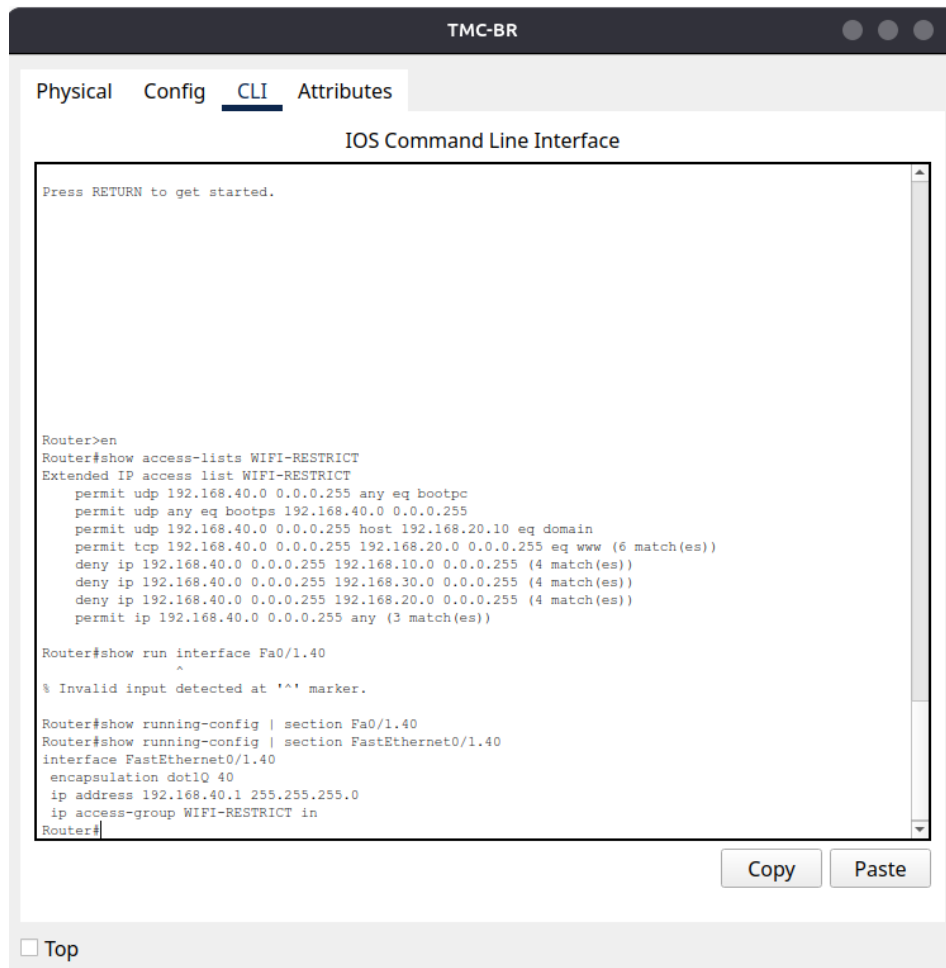 TMC-BR
Physical Config CLI Attributes
IOS Command Line Interface
Press RETURN to get started.
Router>en
Router#show access-lists WIFI-RESTRICT
Extended IP access list WIFI-RESTRICT
permit udp 192.168.40.0 0.0.0.255 any eq bootpc
permit udp any eq bootps 192.168.40.0 0.0.0.255
permit udp 192.168.40.0 0.0.0.255 host 192.168.20.10 eq domain
permit tcp 192.168.40.0 0.0.0.255 192.168.20.0 0.0.0.255 eq www (6 match(es))
deny ip 192.168.40.0 0.0.0.255 192.168.10.0 0.0.0.255 (4 match(es))
deny ip 192.168.40.0 0.0.0.255 192.168.30.0 0.0.0.255 (4 match(es))
deny ip 192.168.40.0 0.0.0.255 192.168.20.0 0.0.0.255 (4 match(es))
permit ip 192.168.40.0 0.0.0.255 any (3 match(es))
Router#show run interface Fa0/1.40
^
% Invalid input detected at '^' marker.
Router#show running-config | section Fa0/1.40
Router#show running-config | section FastEthernet0/1.40
interface FastEthernet0/1.40
encapsulation dot1Q 40
ip address 192.168.40.1 255.255.255.0
ip access-group WIFI-RESTRICT in
Router#
Copy Paste
Top